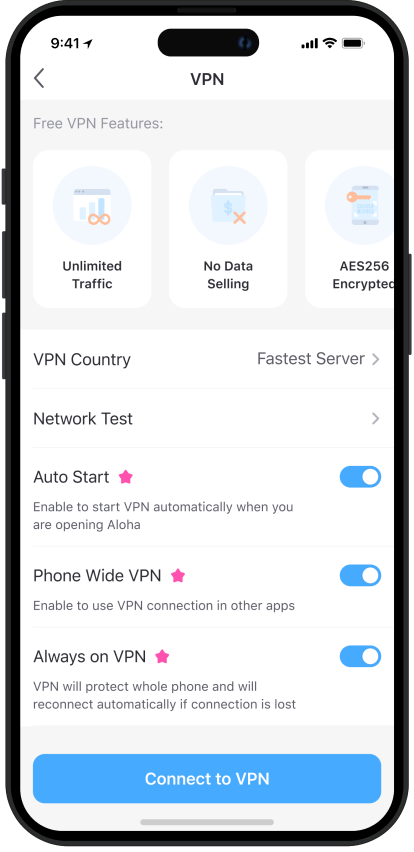 9:41
VPN
Free VPN Features:
Unlimited
Traffic
No Data
Selling
AES256
Encrypted
VPN Country
Fastest Server
Network Test
Auto Start
Enable to start VPN automatically when you
are opening Aloha
Phone Wide VPN
Enable to use VPN connection in other apps
Always on VPN
VPN will protect whole phone and will
reconnect automatically if connection is lost
Connect to VPN